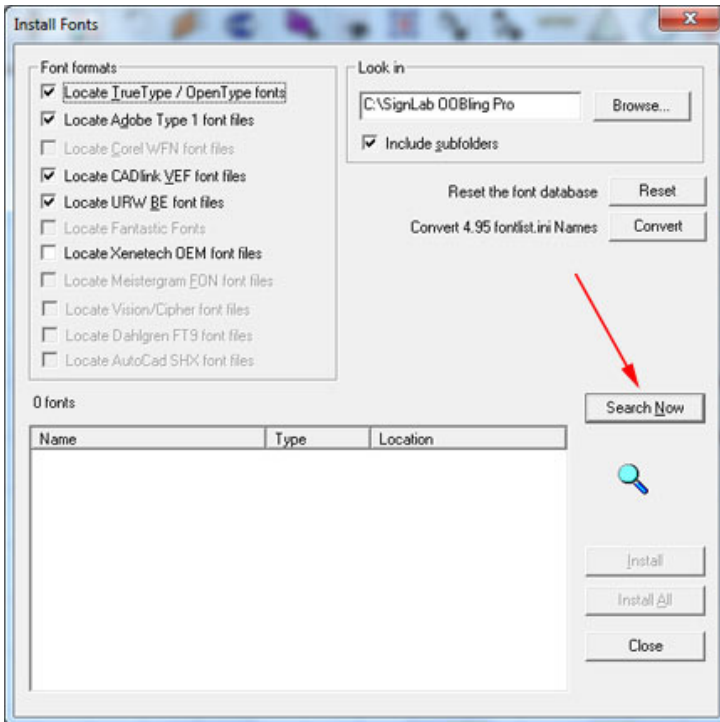 Install Fonts
Font formats
Locate TrueType / OpenType fonts
Locate Adobe Type 1 font files
Locate Corel WFN font files
Locate CADlink VEF font files
Locate URW BE font files
Locate Fantastic Fonts
Locate Xenetech OEM font files
Locate Meistergram FON font files
Locate Vision/Cipher font files
Locate Dahlgren FT9 font files
Locate AutoCad SHX font files
Look in
C:\SignLab OOBling Pro
Browse...
Include subfolders
Reset the font database
Reset
Convert 4.95 fontlist.ini Names
Convert
0 fonts
Search Now
Name Type Location
Install
Install All
Close